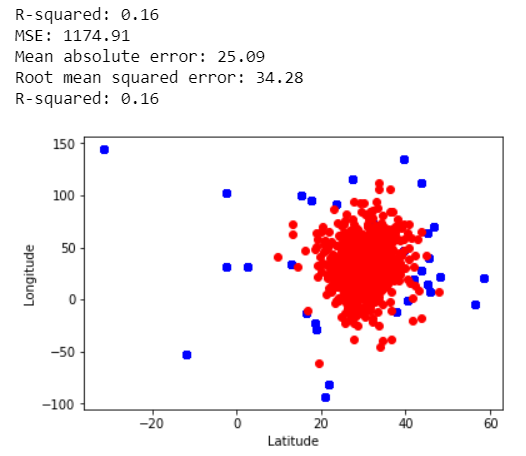 R-squared: 0.16
MSE: 1174.91
Mean absolute error: 25.09
Root mean squared error: 34.28
R-squared: 0.16
150
100
50
0
−50
−100
Longitude
−20
0
20
40
60
Latitude